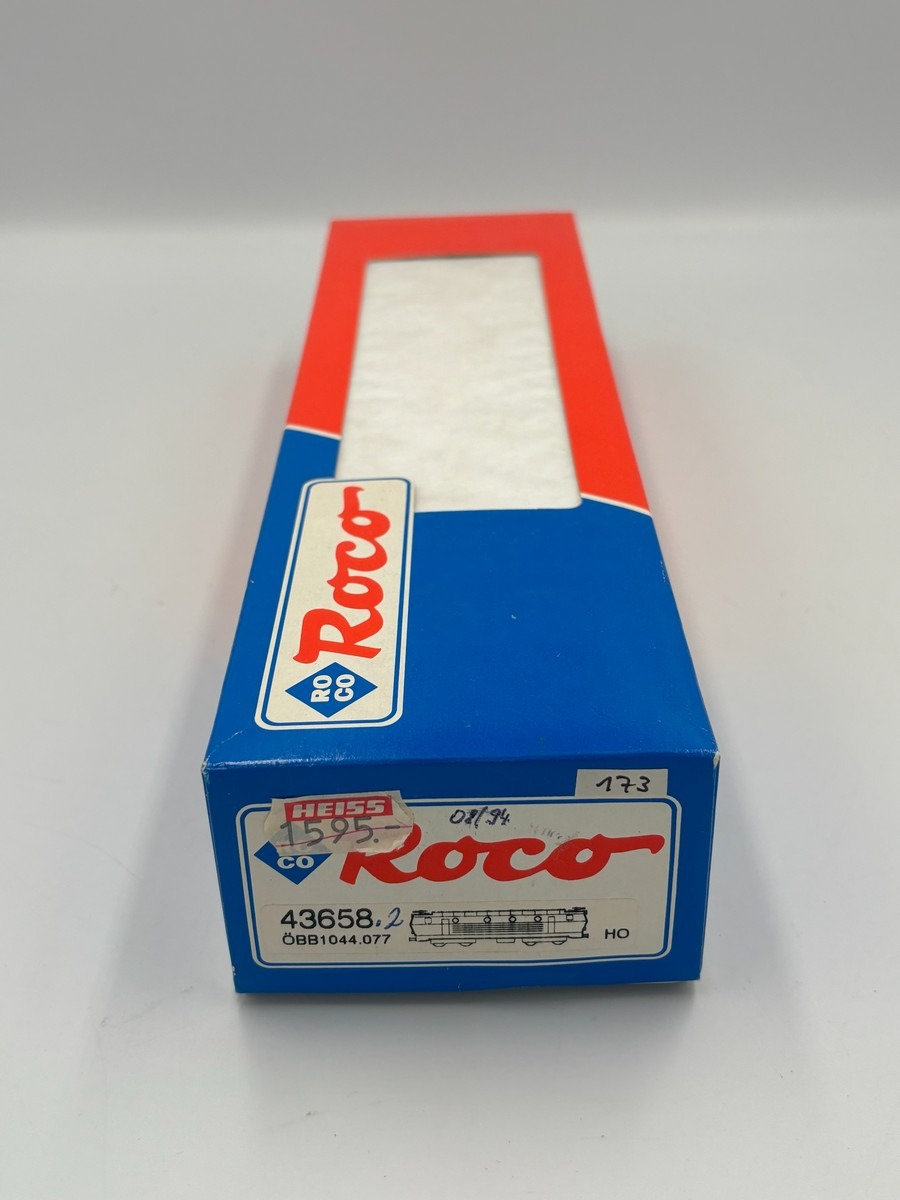 Roco
RO
CO
173
HEISS
1595.-
08/94
CO
Roco
43658.2
ÖBB1044.077
HO